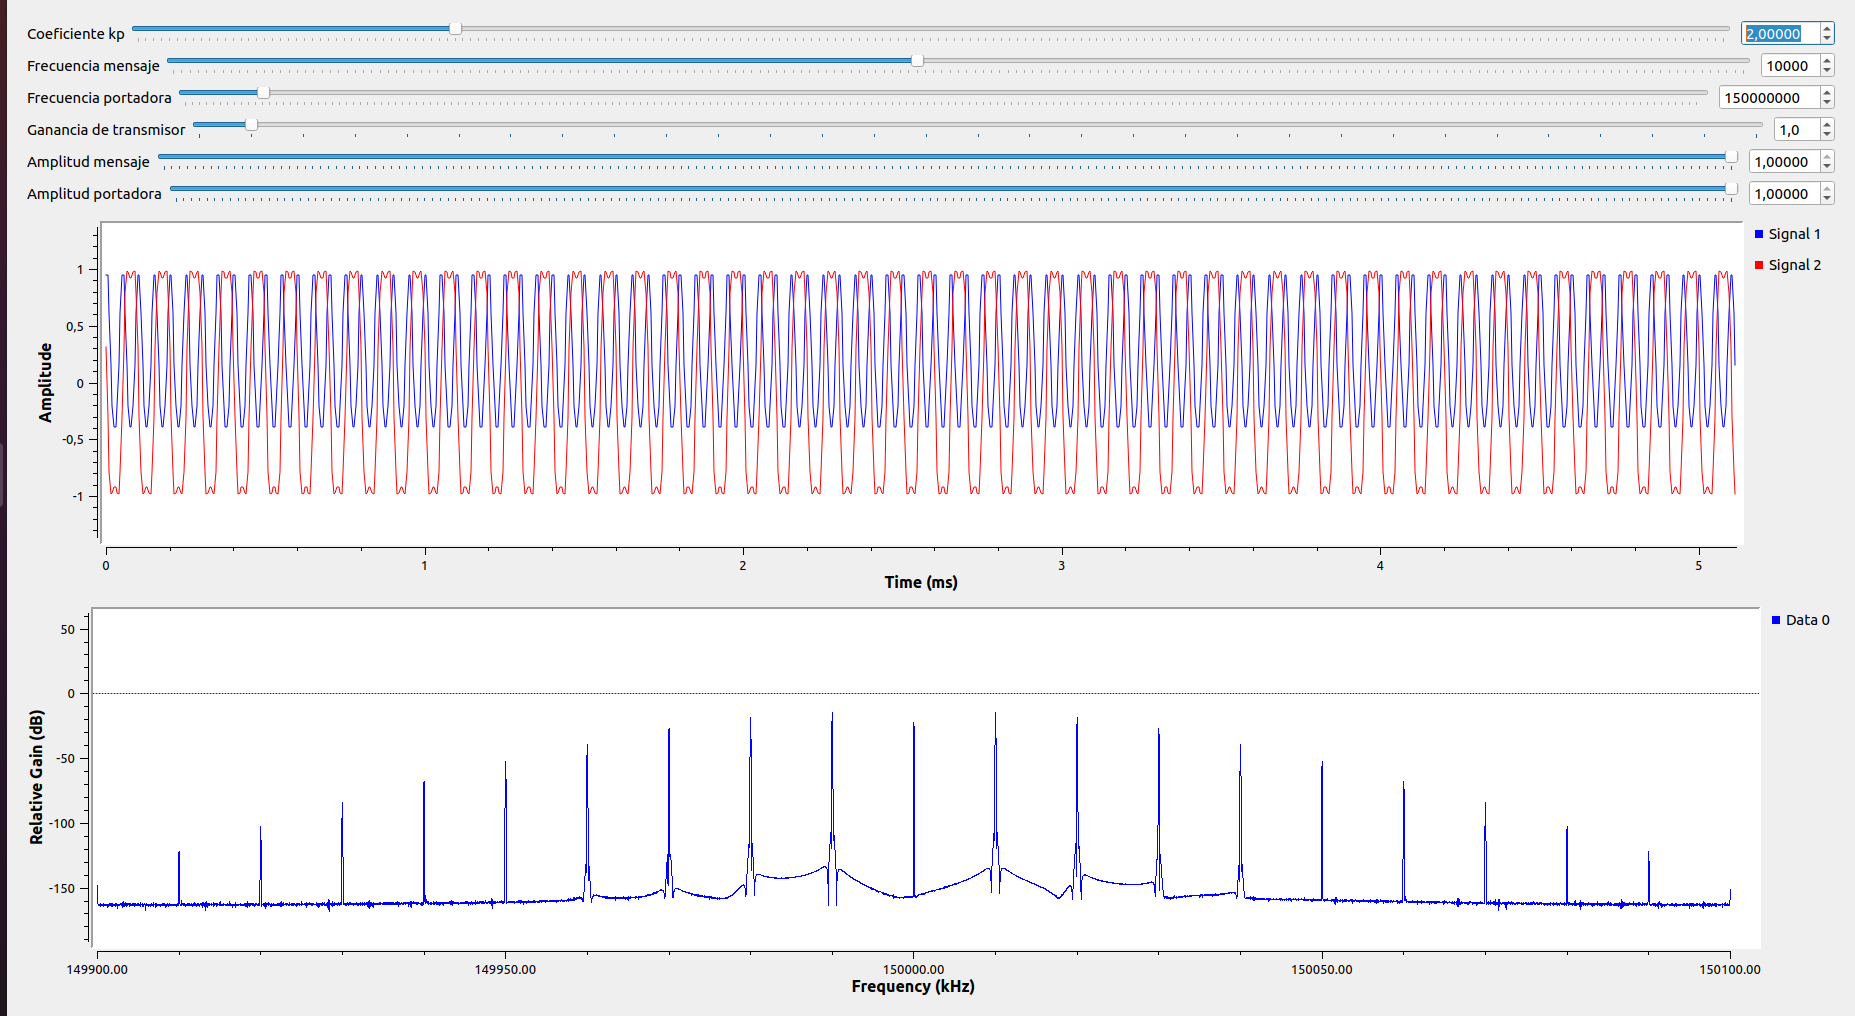 Coeficiente kp 2,00000
Frecuencia mensaje 10000
Frecuencia portadora 150000000
Ganancia de transmisor 1,0
Amplitud mensaje 1,00000
Amplitud portadora 1,00000
Signal 1
Signal 2
Amplitude
1
0,5
0
-0,5
-1
0 1 2 3 4 5
Time (ms)
Data 0
Relative Gain (dB)
50
0
-50
-100
-150
149900.00 149950.00 150000.00 150050.00 150100.00
Frequency (kHz)